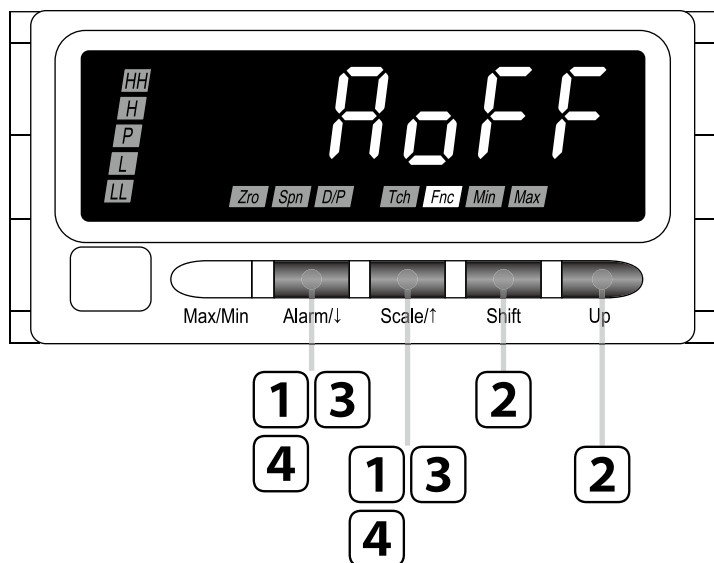 HH
H
P
L
LL
AoFF
Zro Spn D/P Tch Fnc Min Max
Max/Min Alarm/↓ Scale/↑ Shift Up
1 3 2 2
4 1 3
4